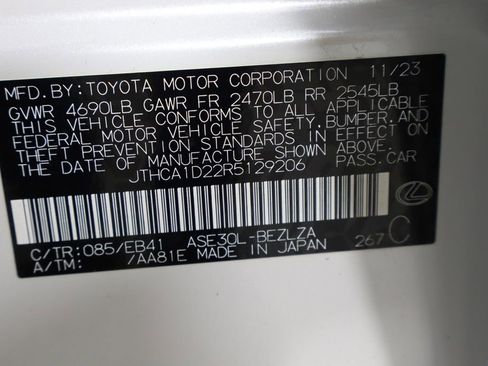 MFD. BY: TOYOTA MOTOR CORPORATION 11/23
GVWR 4690LB GAWR FR 2470LB RR 2545LB
THIS VEHICLE CONFORMS TO ALL APPLICABLE
FEDERAL MOTOR VEHICLE SAFETY, BUMPER, AND
THEFT PREVENTION STANDARDS IN EFFECT ON
THE DATE OF MANUFACTURE SHOWN ABOVE.
JTHCA1D22R5129206 PASS. CAR
C/TR: 085/EB41 ASE30L-BEZLZA
A/TM: /AA81E MADE IN JAPAN 267 C